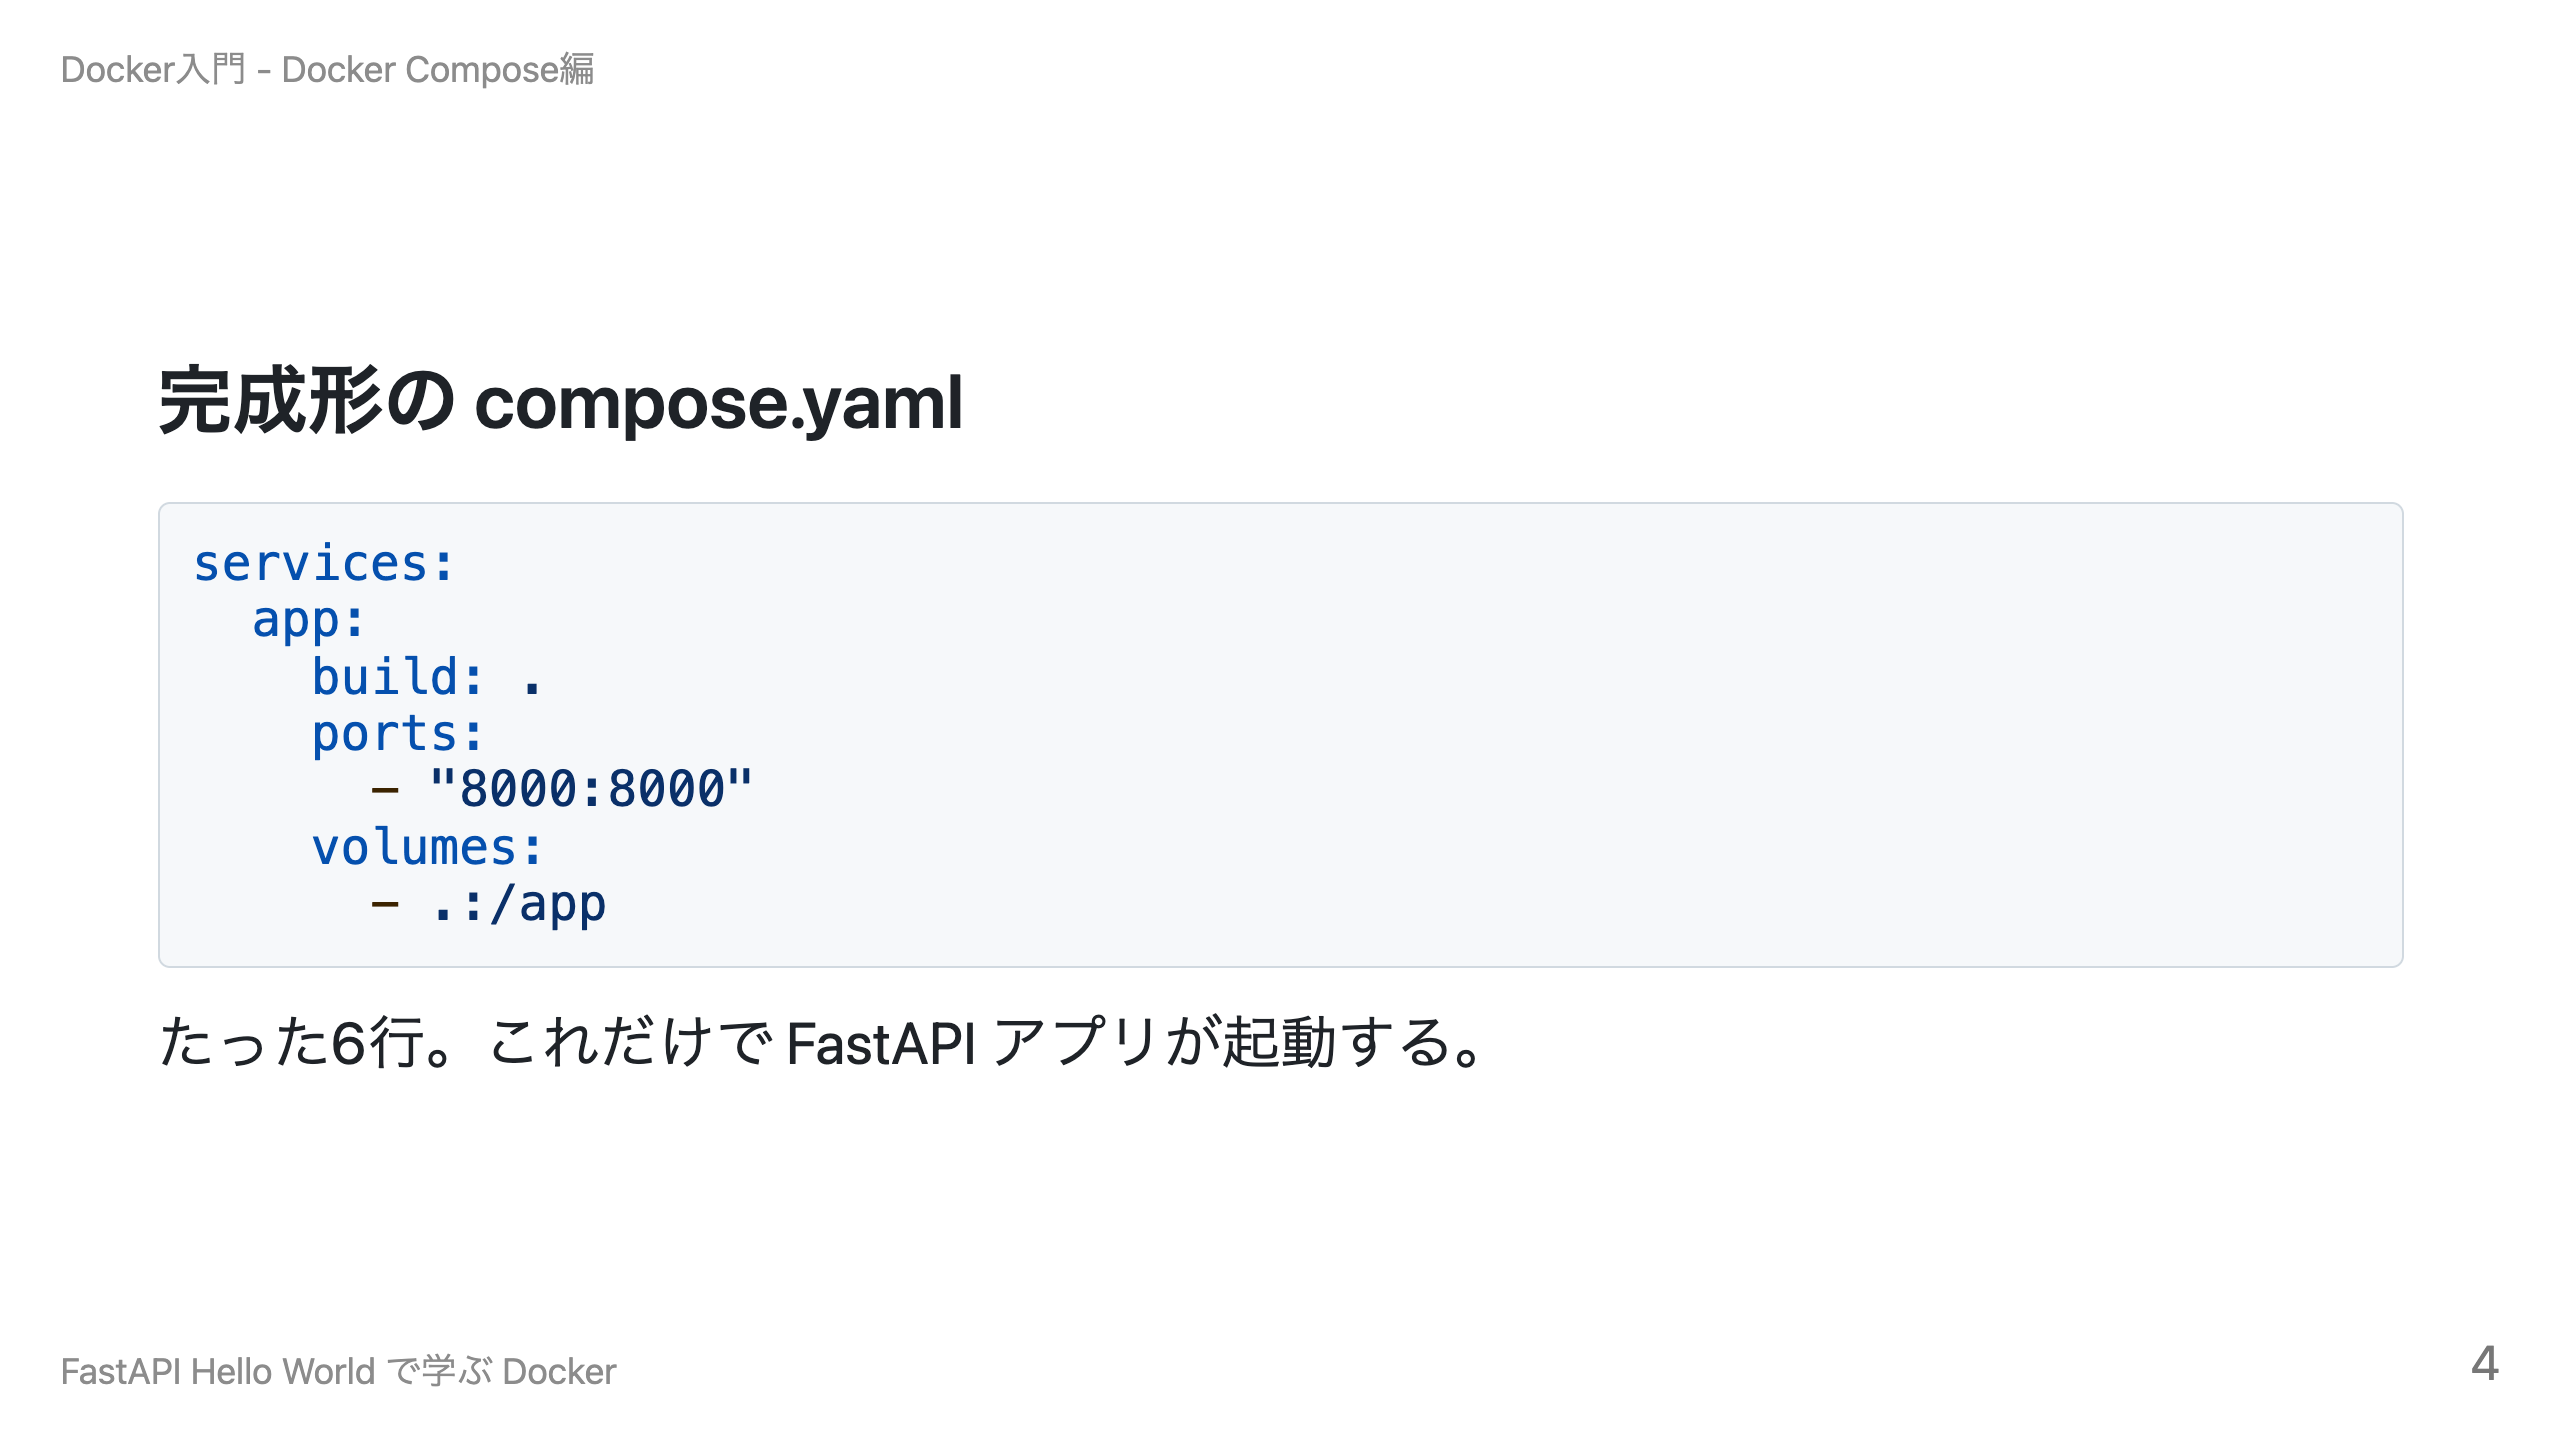 Docker入門 - Docker Compose編
完成形の compose.yaml
services:
  app:
    build: .
    ports:
      - "8000:8000"
    volumes:
      - .:/app
たった6行。これだけで FastAPI アプリが起動する。
FastAPI Hello World で学ぶ Docker
4